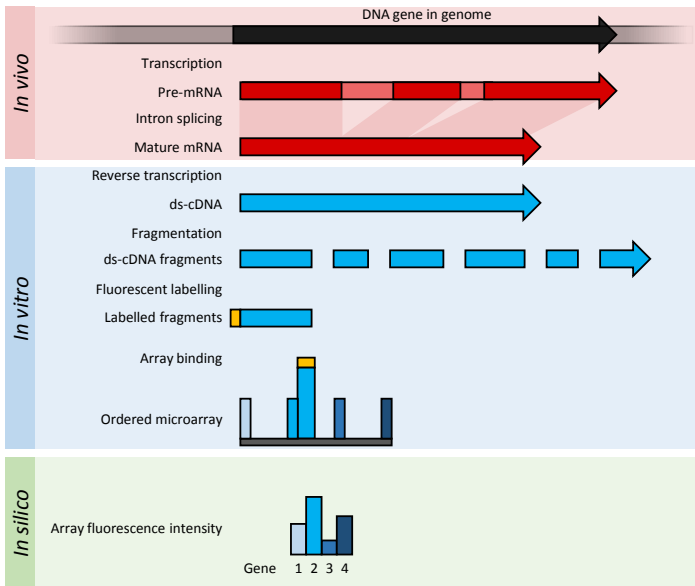 In vivo
DNA gene in genome
Transcription
Pre-mRNA
Intron splicing
Mature mRNA
In vitro
Reverse transcription
ds-cDNA
Fragmentation
ds-cDNA fragments
Fluorescent labelling
Labelled fragments
Array binding
Ordered microarray
In silico
Array fluorescence intensity
Gene 1 2 3 4